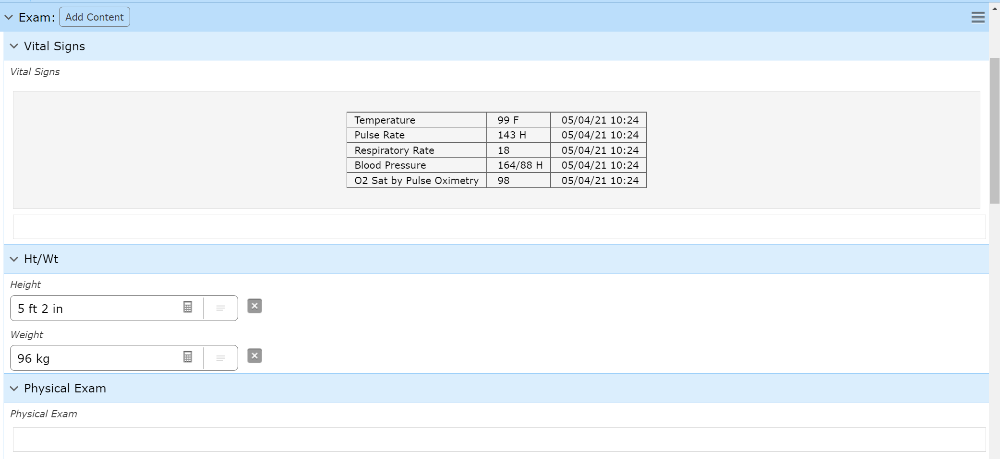 Exam: Add Content
Vital Signs
Vital Signs
Temperature 99 F 05/04/21 10:24
Pulse Rate 143 H 05/04/21 10:24
Respiratory Rate 18 05/04/21 10:24
Blood Pressure 164/88 H 05/04/21 10:24
O2 Sat by Pulse Oximetry 98 05/04/21 10:24
Ht/Wt
Height
5 ft 2 in
Weight
96 kg
Physical Exam
Physical Exam